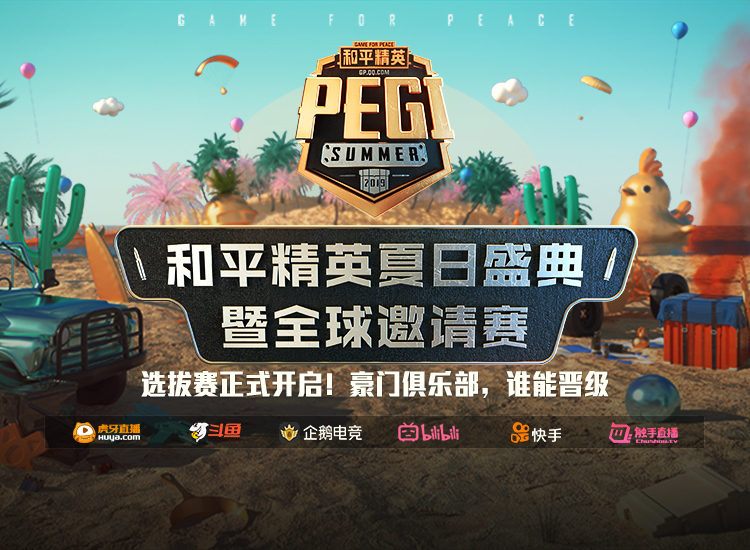 GAME FOR PEACE
GAME FOR PEACE
和平精英
GP.QQ.COM
PEGI
SUMMER
2019
和平精英夏日盛典
暨全球邀请赛
选拔赛正式开启！豪门俱乐部，谁能晋级
虎牙直播
Huya.com
斗鱼
企鹅电竞
bilibili
快手
触手直播
Chushou.tv